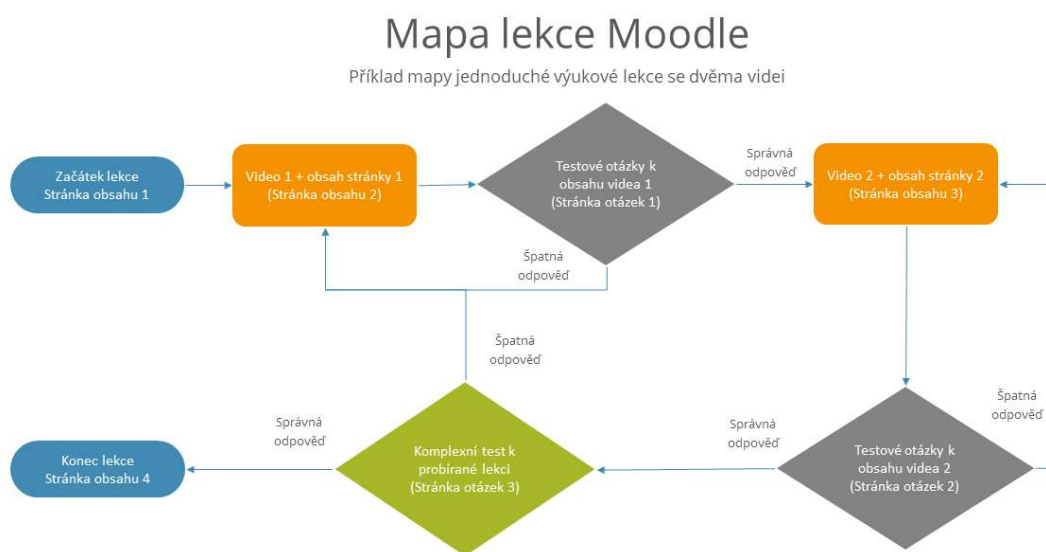 Mapa lekce Moodle
Příklad mapy jednoduché výukové lekce se dvěma videi
Začátek lekce
Stránka obsahu 1
Video 1 + obsah stránky 1
(Stránka obsahu 2)
Testové otázky k
obsahu videa 1
(Stránka otázek 1)
Správná
odpověď
Video 2 + obsah stránky 2
(Stránka obsahu 3)
Špatná
odpověď
Špatná
odpověď
Konec lekce
Stránka obsahu 4
Správná
odpověď
Komplexní test k
probírané lekci
(Stránka otázek 3)
Správná
odpověď
Testové otázky k
obsahu videa 2
(Stránka otázek 2)
Špatná
odpověď